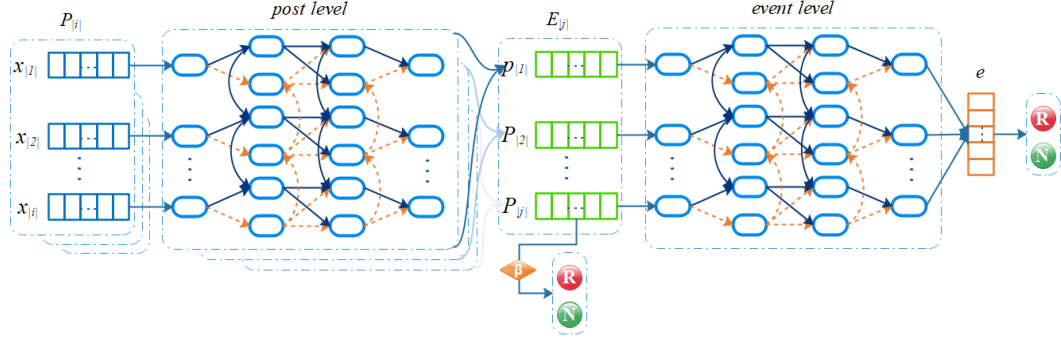 P|i| post level E|j| event level
e
x|1| ... p|1| ...
x|2| ... P|2| ...
x|i| ... P|j| ...
β
R
N
R
N